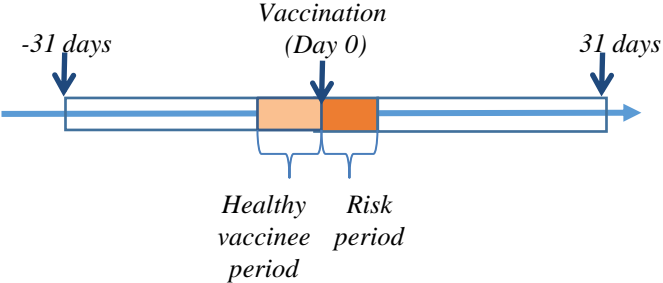 Vaccination
(Day 0)
-31 days
31 days
Healthy
vaccinee
period
Risk
period